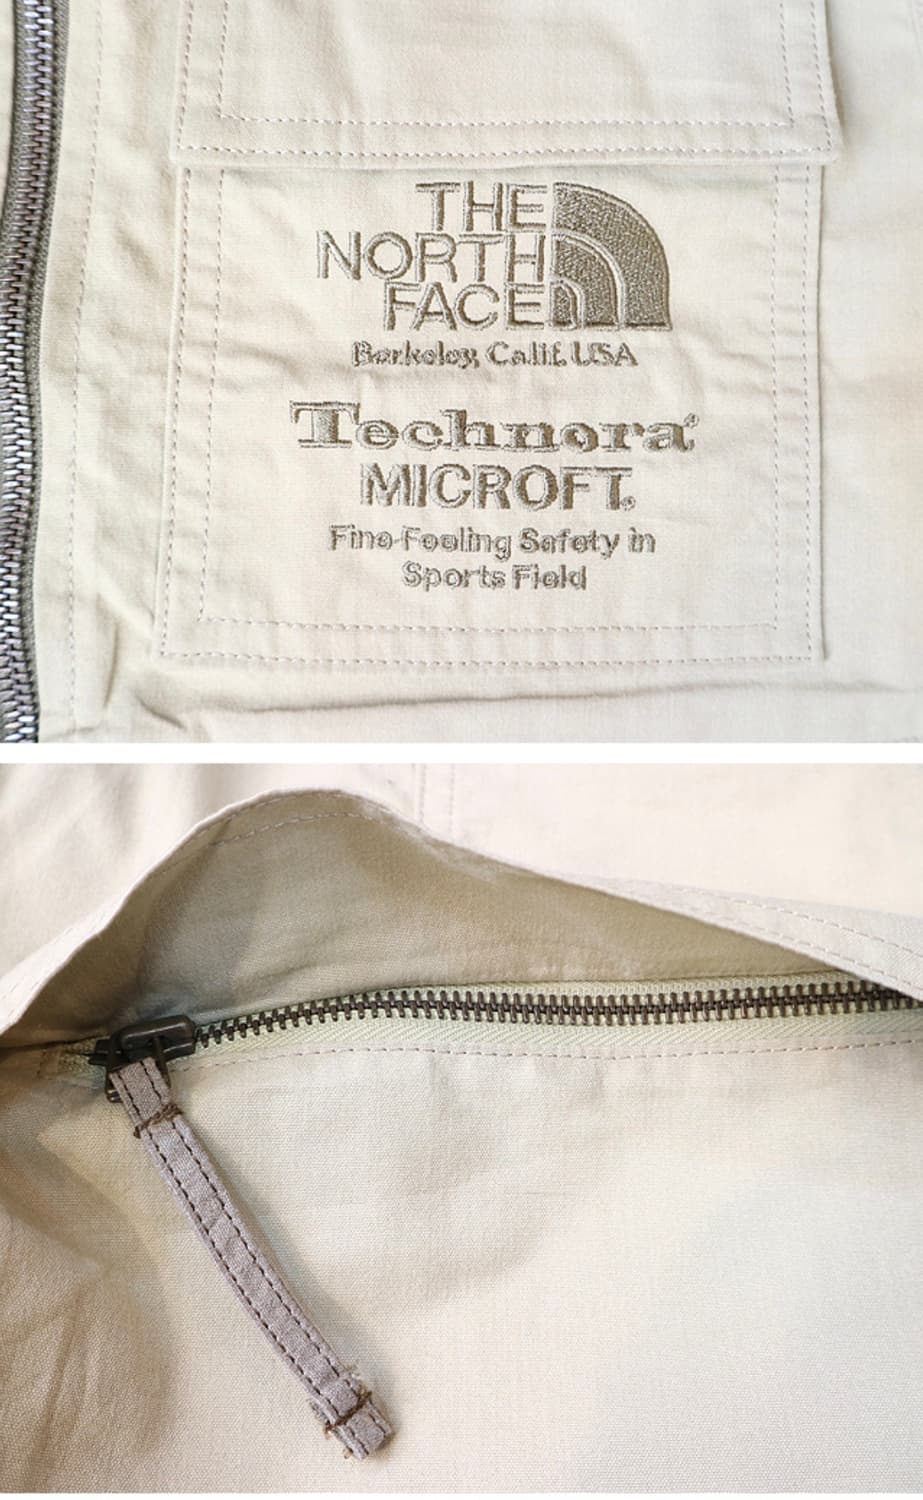 THE
NORTH
FACE
Berkeley, Calif. USA
Technora®
MICROFT®
Fine-Feeling Safety in
Sports Field